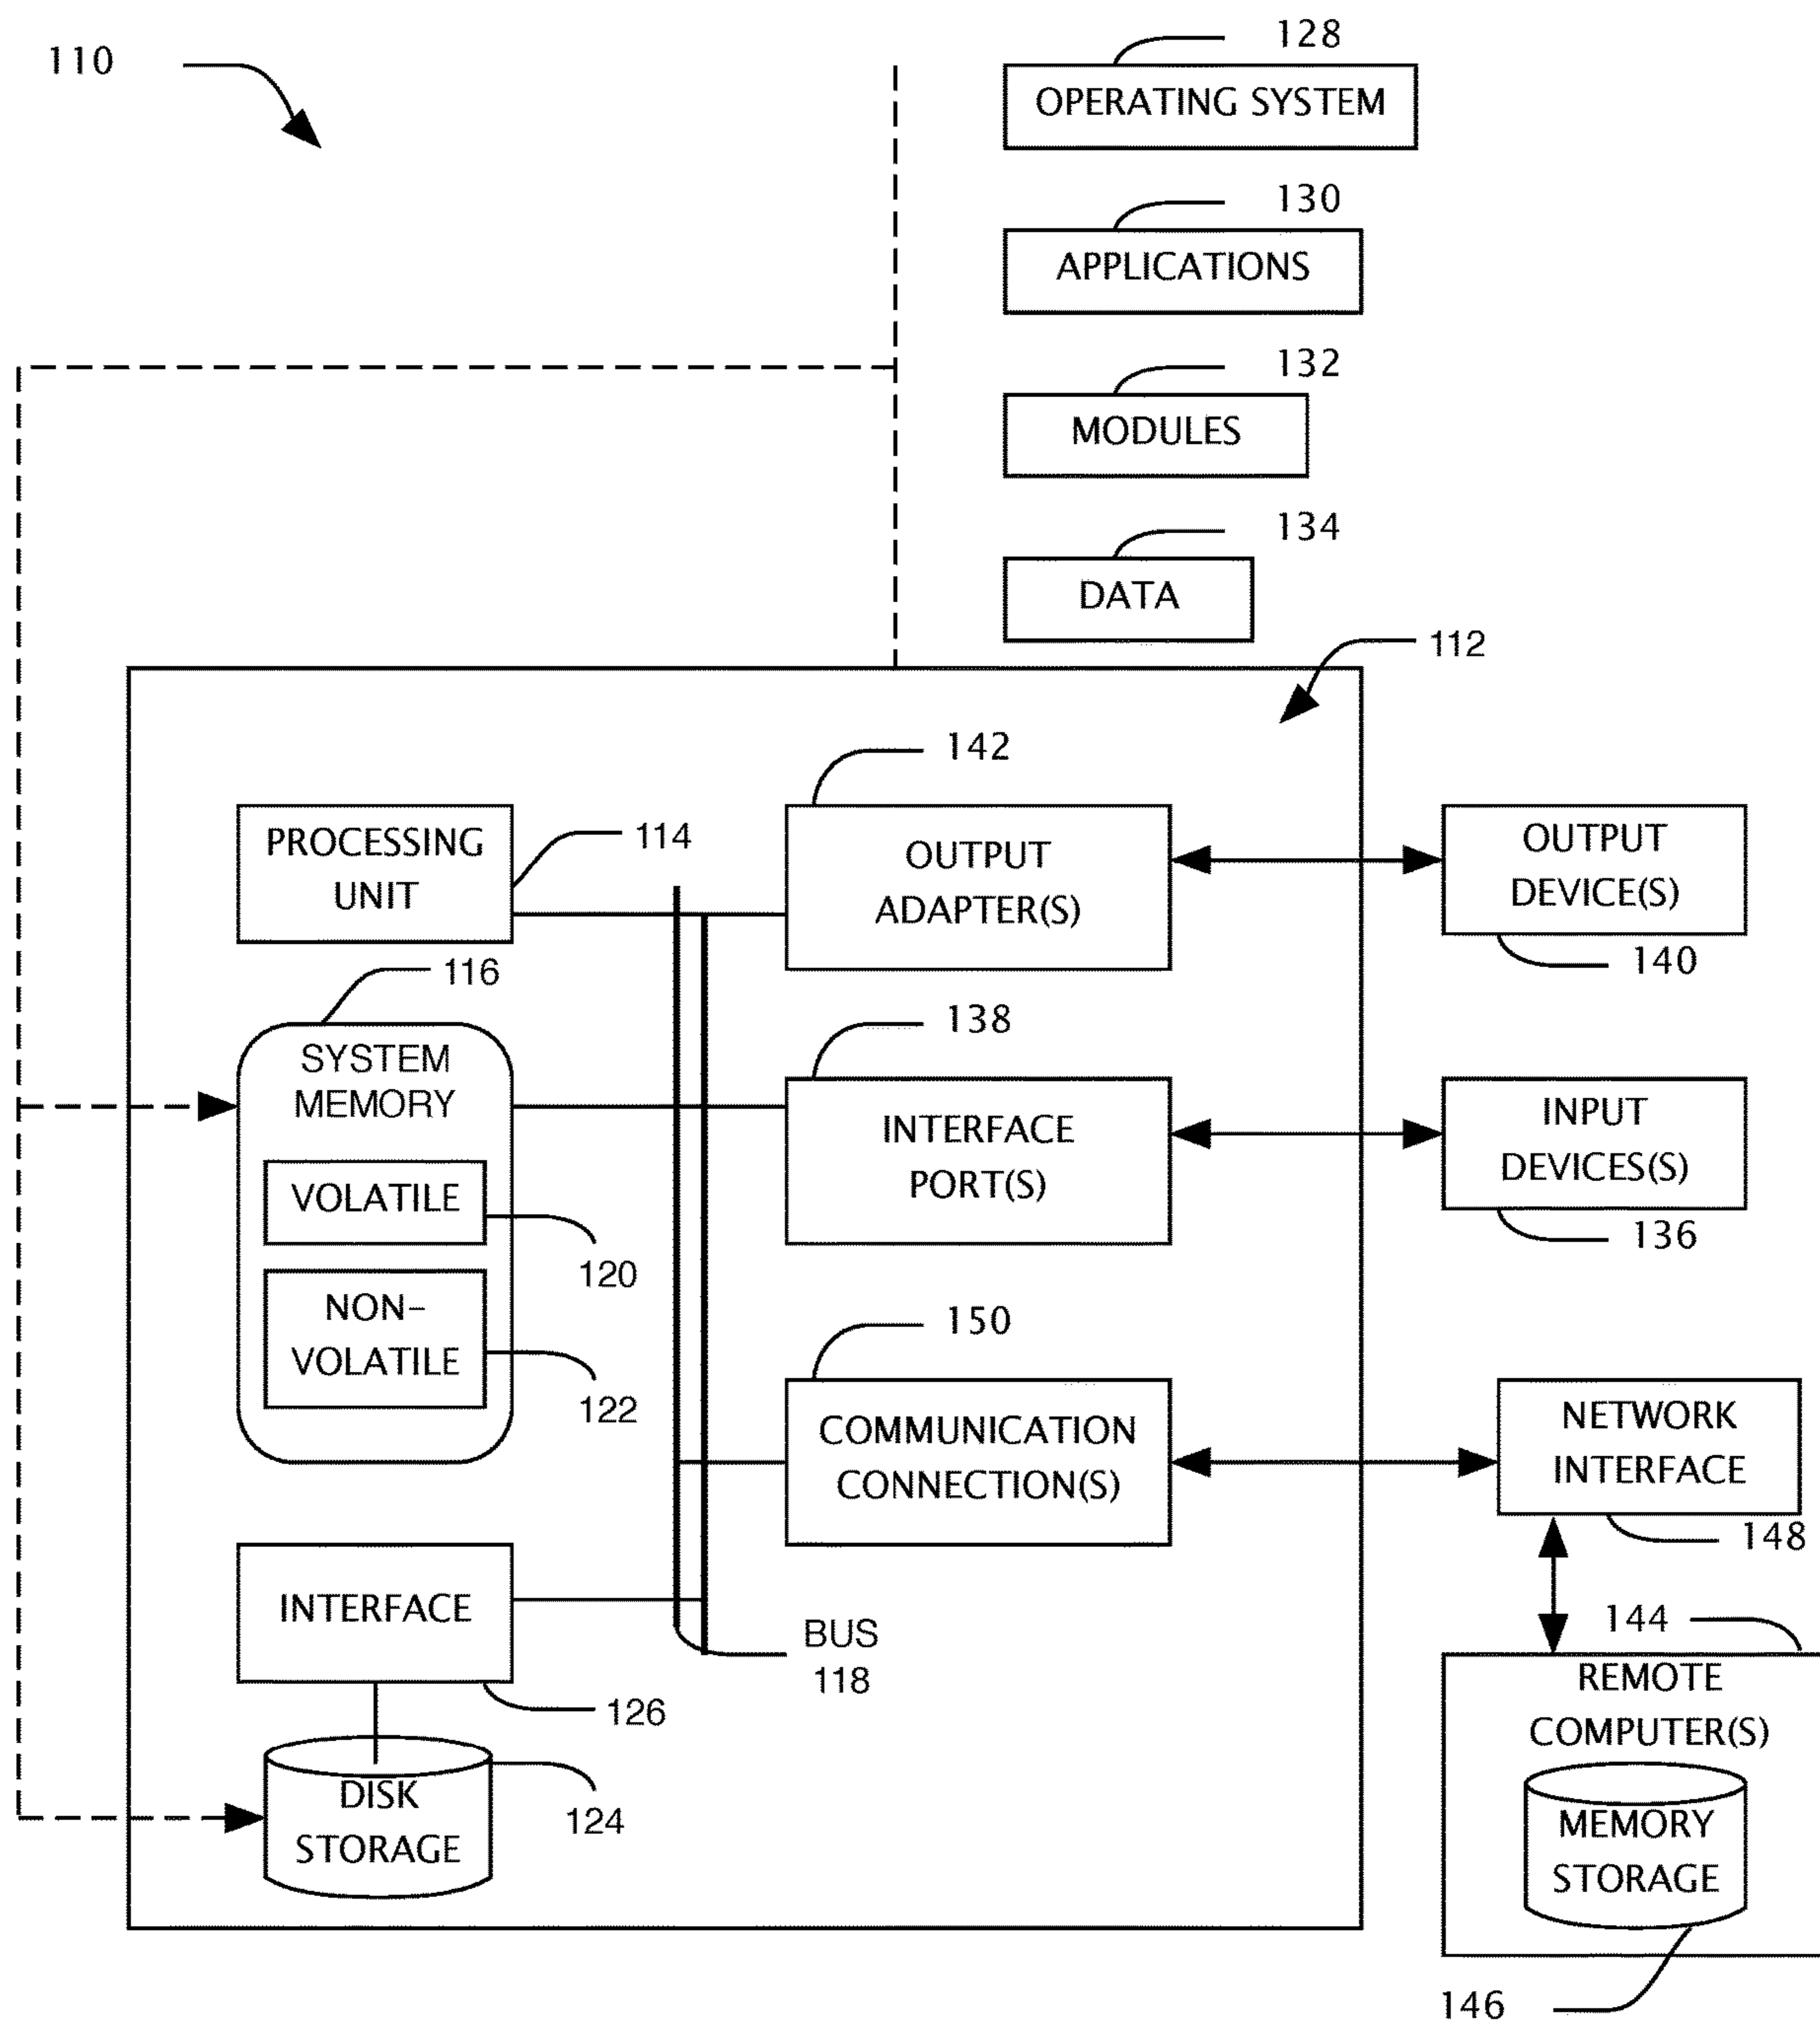 110
128
OPERATING SYSTEM
130
APPLICATIONS
132
MODULES
134
DATA
112
142
PROCESSING
UNIT
114
OUTPUT
ADAPTER(S)
OUTPUT
DEVICE(S)
140
116
SYSTEM
MEMORY
138
INTERFACE
PORT(S)
INPUT
DEVICES(S)
136
VOLATILE
120
NON-
VOLATILE
122
150
COMMUNICATION
CONNECTION(S)
NETWORK
INTERFACE
148
INTERFACE
126
BUS
118
144
REMOTE
COMPUTER(S)
DISK
STORAGE
124
MEMORY
STORAGE
146